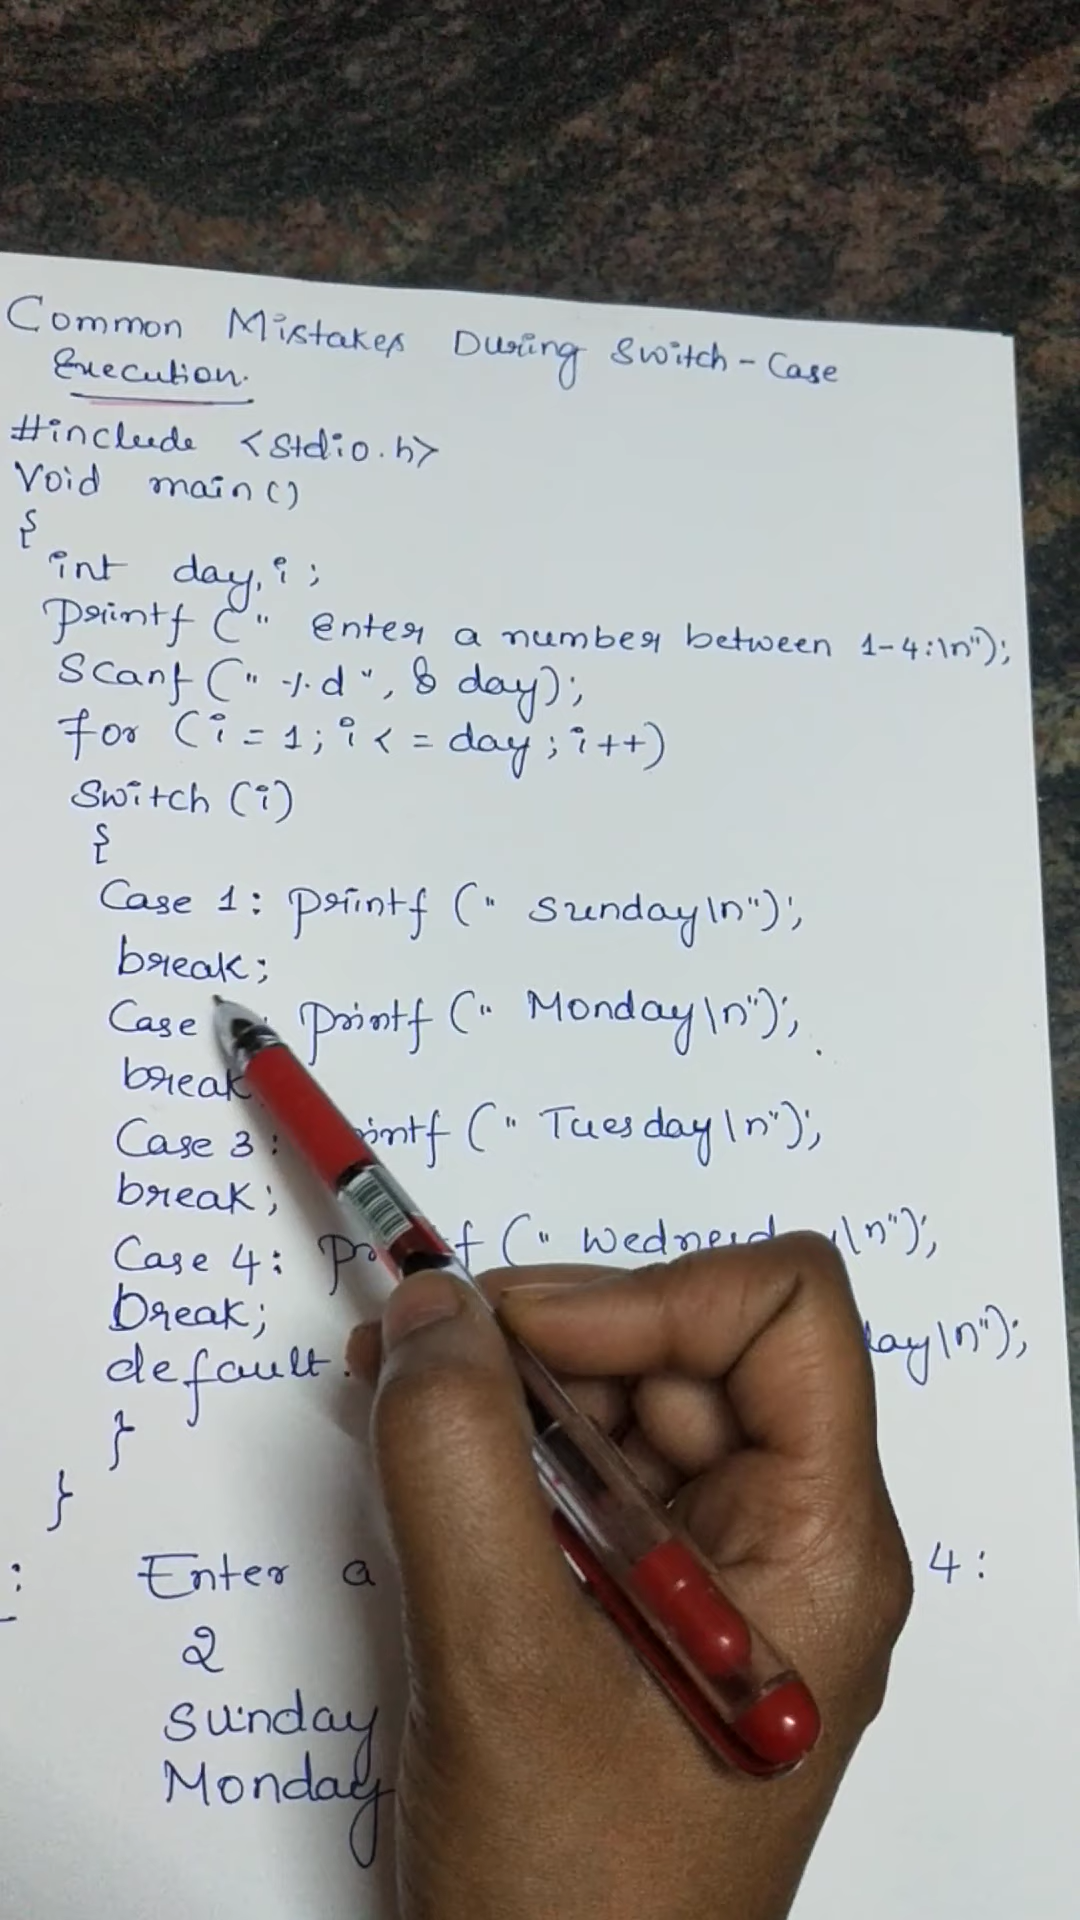 Common Mistakes During Switch-Case
Execution.
#include <stdio.h>
Void main()
{
int day, i;
printf (" enter a number between 1-4:\n");
Scanf (" %d", & day);
for (i = 1; i < = day; i++)
Switch (i)
{
Case 1: printf (" Sunday\n");
break;
Case : printf (" Monday\n");
break
Case 3: intf (" Tuesday\n");
break;
Case 4: (" \n");
break;
default \n");
}
}
: Enter a 4:
2
Sunday
Monday